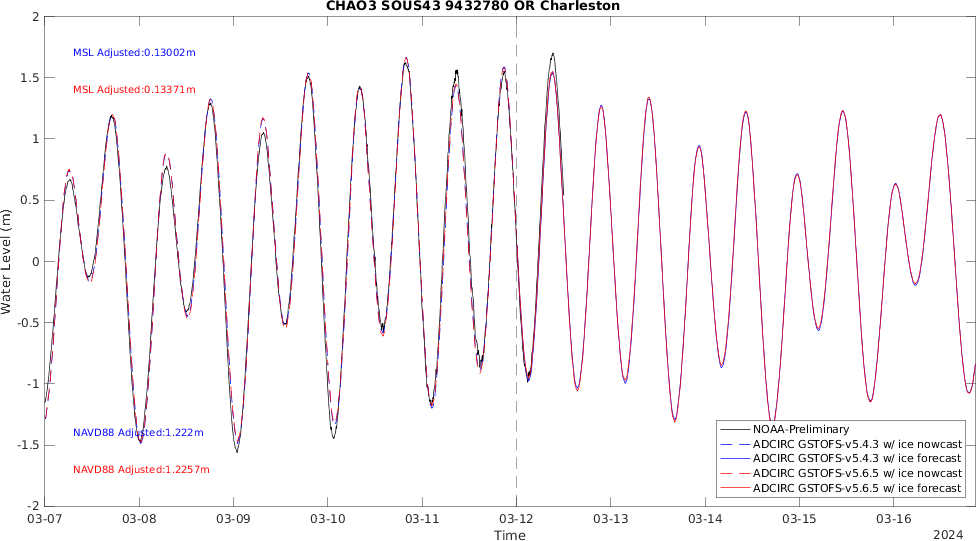 CHAO3 SOUS43 9432780 OR Charleston
2
1.5
1
0.5
0
-0.5
-1
-1.5
-2
Water Level (m)
MSL Adjusted:0.13002m
MSL Adjusted:0.13371m
NAVD88 Adjusted:1.222m
NAVD88 Adjusted:1.2257m
NOAA-Preliminary
ADCIRC GSTOFS-v5.4.3 w/ ice nowcast
ADCIRC GSTOFS-v5.4.3 w/ ice forecast
ADCIRC GSTOFS-v5.6.5 w/ ice nowcast
ADCIRC GSTOFS-v5.6.5 w/ ice forecast
03-07 03-08 03-09 03-10 03-11 03-12 03-13 03-14 03-15 03-16
Time
2024